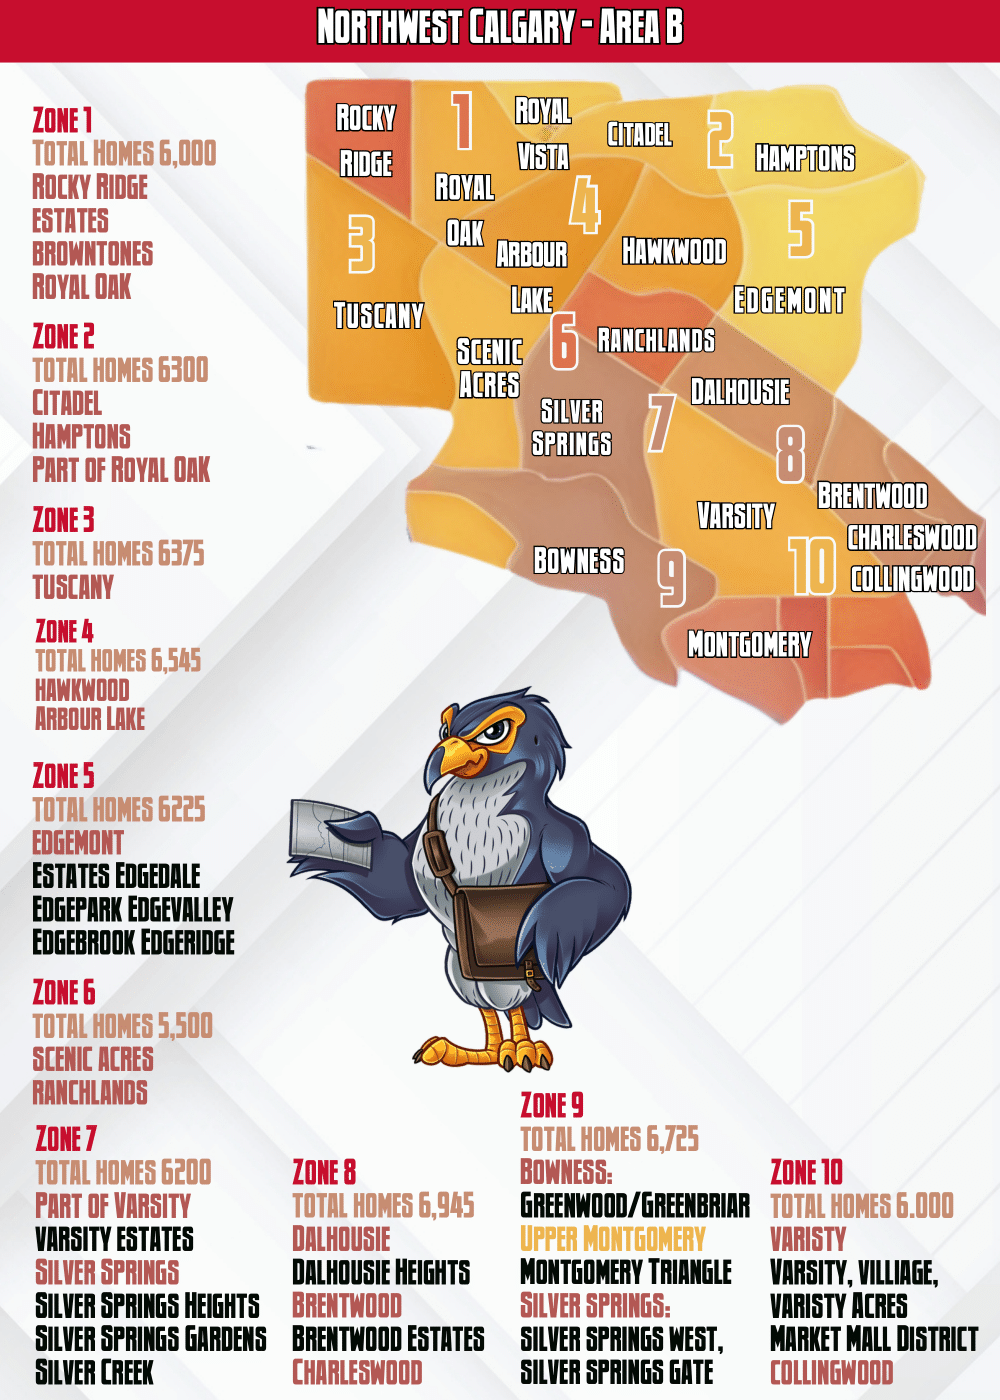 Northwest Calgary - Area B
Zone 1
Total Homes 6,000
Rocky Ridge
Estates
Browntones
Royal Oak
Zone 2
Total homes 6300
Citadel
Hamptons
Part of Royal Oak
Zone 3
Total homes 6375
Tuscany
Zone 4
Total homes 6,545
Hawkwood
Arbour Lake
Zone 5
Total homes 6225
Edgemont
Estates Edgedale
Edgepark Edgevalley
Edgebrook Edgeridge
Zone 6
Total homes 5,500
Scenic Acres
Ranchlands
Zone 7
Total homes 6200
Part of Varsity
Varsity Estates
Silver Springs
Silver Springs Heights
Silver Springs Gardens
Silver Creek
Zone 8
Total homes 6,945
Dalhousie
Dalhousie Heights
Brentwood
Brentwood Estates
Charleswood
Zone 9
Total homes 6,725
Bowness:
Greenwood/Greenbriar
Upper Montgomery
Montgomery Triangle
Silver Springs:
Silver Springs West,
Silver Springs Gate
Zone 10
Total homes 6.000
Varisty
Varsity, villiage,
Varisty Acres
Market Mall District
Collingwood
Rocky
Ridge
1
Royal
Vista
Citadel
2
Hamptons
Royal
Oak
3
4
Arbour
Lake
Hawkwood
5
Edgemont
Tuscany
Scenic
Acres
6
Ranchlands
Silver
Springs
7
Dalhousie
8
Brentwood
Varsity
Charleswood
Collingwood
Bowness
9
10
Montgomery